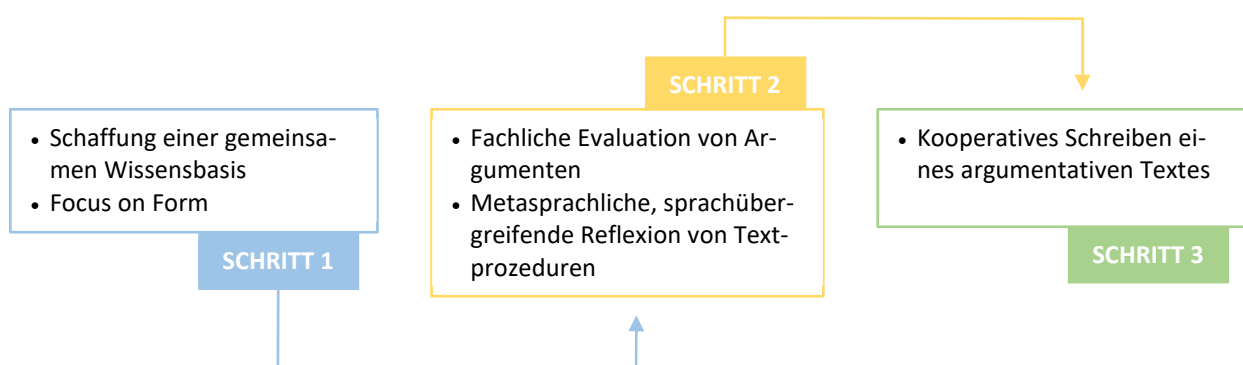 • Schaffung einer gemeinsa-
men Wissensbasis
• Focus on Form
SCHRITT 1
SCHRITT 2
• Fachliche Evaluation von Ar-
gumenten
• Metasprachliche, sprachüber-
greifende Reflexion von Text-
prozeduren
• Kooperatives Schreiben ei-
nes argumentativen Textes
SCHRITT 3